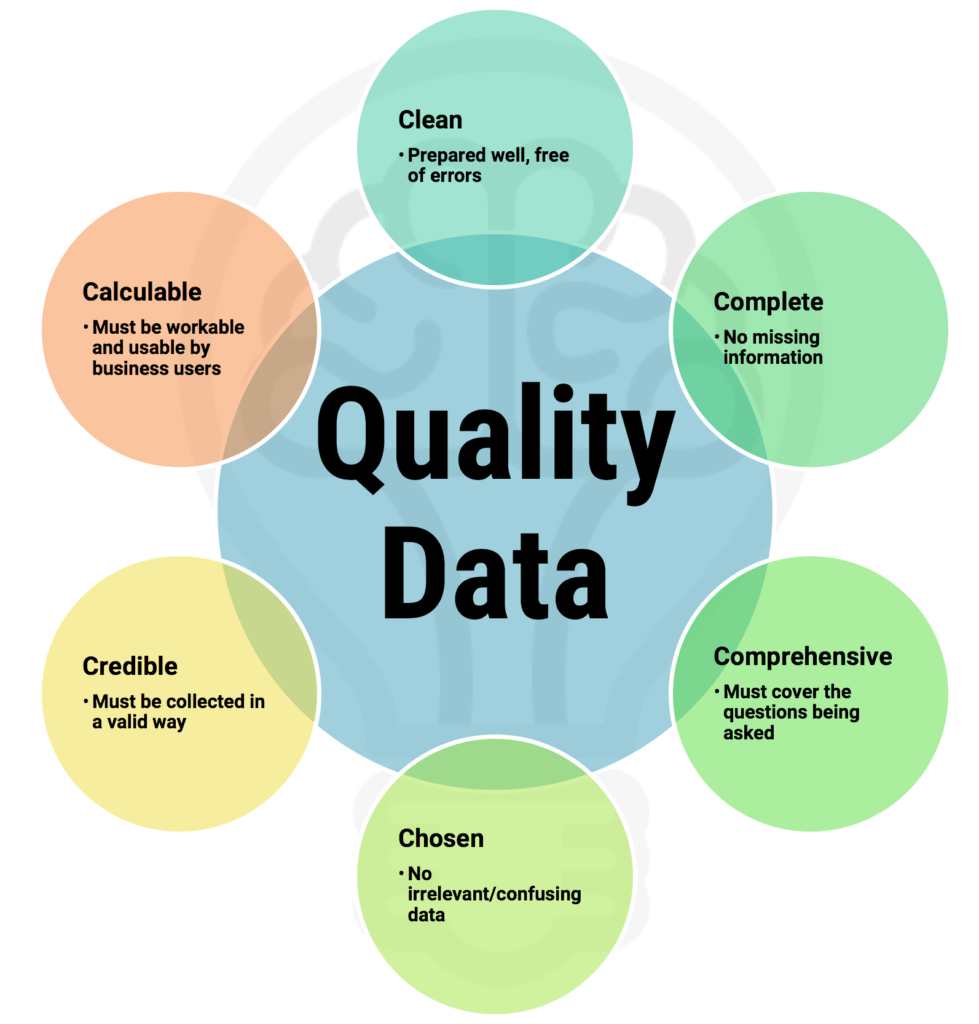 Clean
• Prepared well, free
of errors
Complete
• No missing
information
Comprehensive
• Must cover the
questions being
asked
Chosen
• No
irrelevant/confusing
data
Credible
• Must be collected in
a valid way
Calculable
• Must be workable
and usable by
business users
Quality
Data